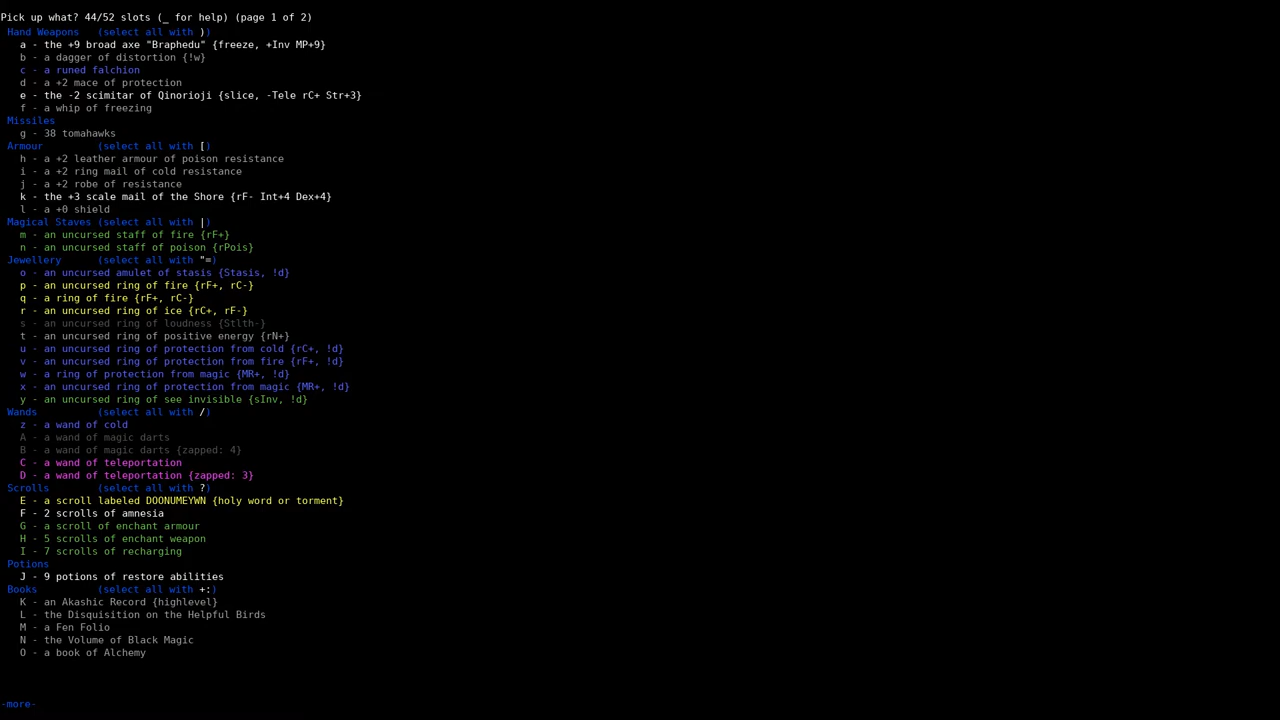 Pick up what? 44/52 slots (_ for help) (page 1 of 2)
Hand Weapons (select all with ))
a - the +9 broad axe "Braphedu" {freeze, +Inv MP+9}
b - a dagger of distortion {!w}
c - a runed falchion
d - a +2 mace of protection
e - the -2 scimitar of Qinorioji {slice, -Tele rC+ Str+3}
f - a whip of freezing
Missiles
g - 38 tomahawks
Armour (select all with [)
h - a +2 leather armour of poison resistance
i - a +2 ring mail of cold resistance
j - a +2 robe of resistance
k - the +3 scale mail of the Shore {rF- Int+4 Dex+4}
l - a +0 shield
Magical Staves (select all with |)
m - an uncursed staff of fire {rF+}
n - an uncursed staff of poison {rPois}
Jewellery (select all with "=)
o - an uncursed amulet of stasis {Stasis, !d}
p - an uncursed ring of fire {rF+, rC-}
q - a ring of fire {rF+, rC-}
r - an uncursed ring of ice {rC+, rF-}
s - an uncursed ring of loudness {Stlth-}
t - an uncursed ring of positive energy {rN+}
u - an uncursed ring of protection from cold {rC+, !d}
v - an uncursed ring of protection from fire {rF+, !d}
w - a ring of protection from magic {MR+, !d}
x - an uncursed ring of protection from magic {MR+, !d}
y - an uncursed ring of see invisible {sInv, !d}
Wands (select all with /)
z - a wand of cold
A - a wand of magic darts
B - a wand of magic darts {zapped: 4}
C - a wand of teleportation
D - a wand of teleportation {zapped: 3}
Scrolls (select all with ?)
E - a scroll labeled DOONUMEYWN {holy word or torment}
F - 2 scrolls of amnesia
G - a scroll of enchant armour
H - 5 scrolls of enchant weapon
I - 7 scrolls of recharging
Potions
J - 9 potions of restore abilities
Books (select all with +:)
K - an Akashic Record {highlevel}
L - the Disquisition on the Helpful Birds
M - a Fen Folio
N - the Volume of Black Magic
O - a book of Alchemy
-more-